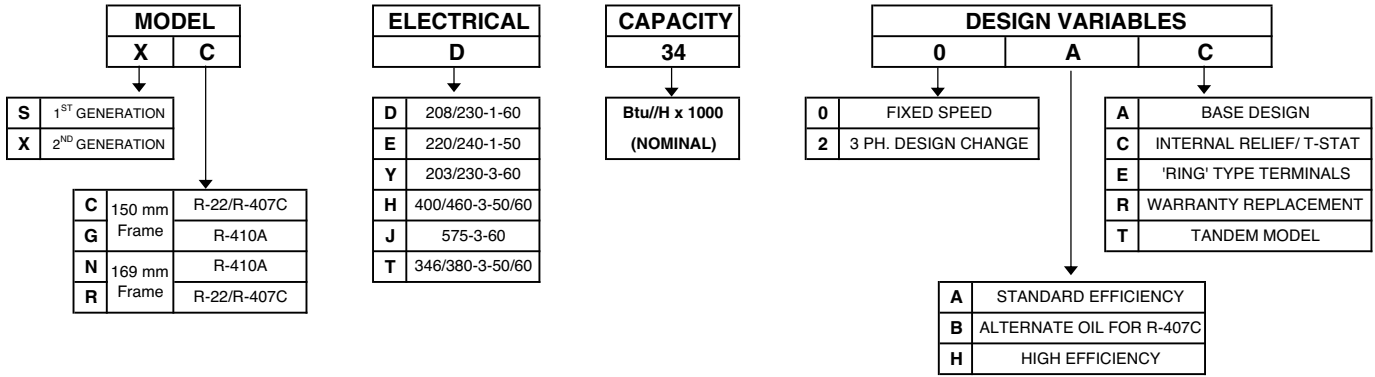 MODEL
X C
S 1ST GENERATION
X 2ND GENERATION
C 150 mm Frame R-22/R-407C
G R-410A
N 169 mm Frame R-410A
R R-22/R-407C
ELECTRICAL
D
D 208/230-1-60
E 220/240-1-50
Y 203/230-3-60
H 400/460-3-50/60
J 575-3-60
T 346/380-3-50/60
CAPACITY
34
Btu//H x 1000
(NOMINAL)
DESIGN VARIABLES
0 A C
0 FIXED SPEED
2 3 PH. DESIGN CHANGE
A BASE DESIGN
C INTERNAL RELIEF/ T-STAT
E 'RING' TYPE TERMINALS
R WARRANTY REPLACEMENT
T TANDEM MODEL
A STANDARD EFFICIENCY
B ALTERNATE OIL FOR R-407C
H HIGH EFFICIENCY